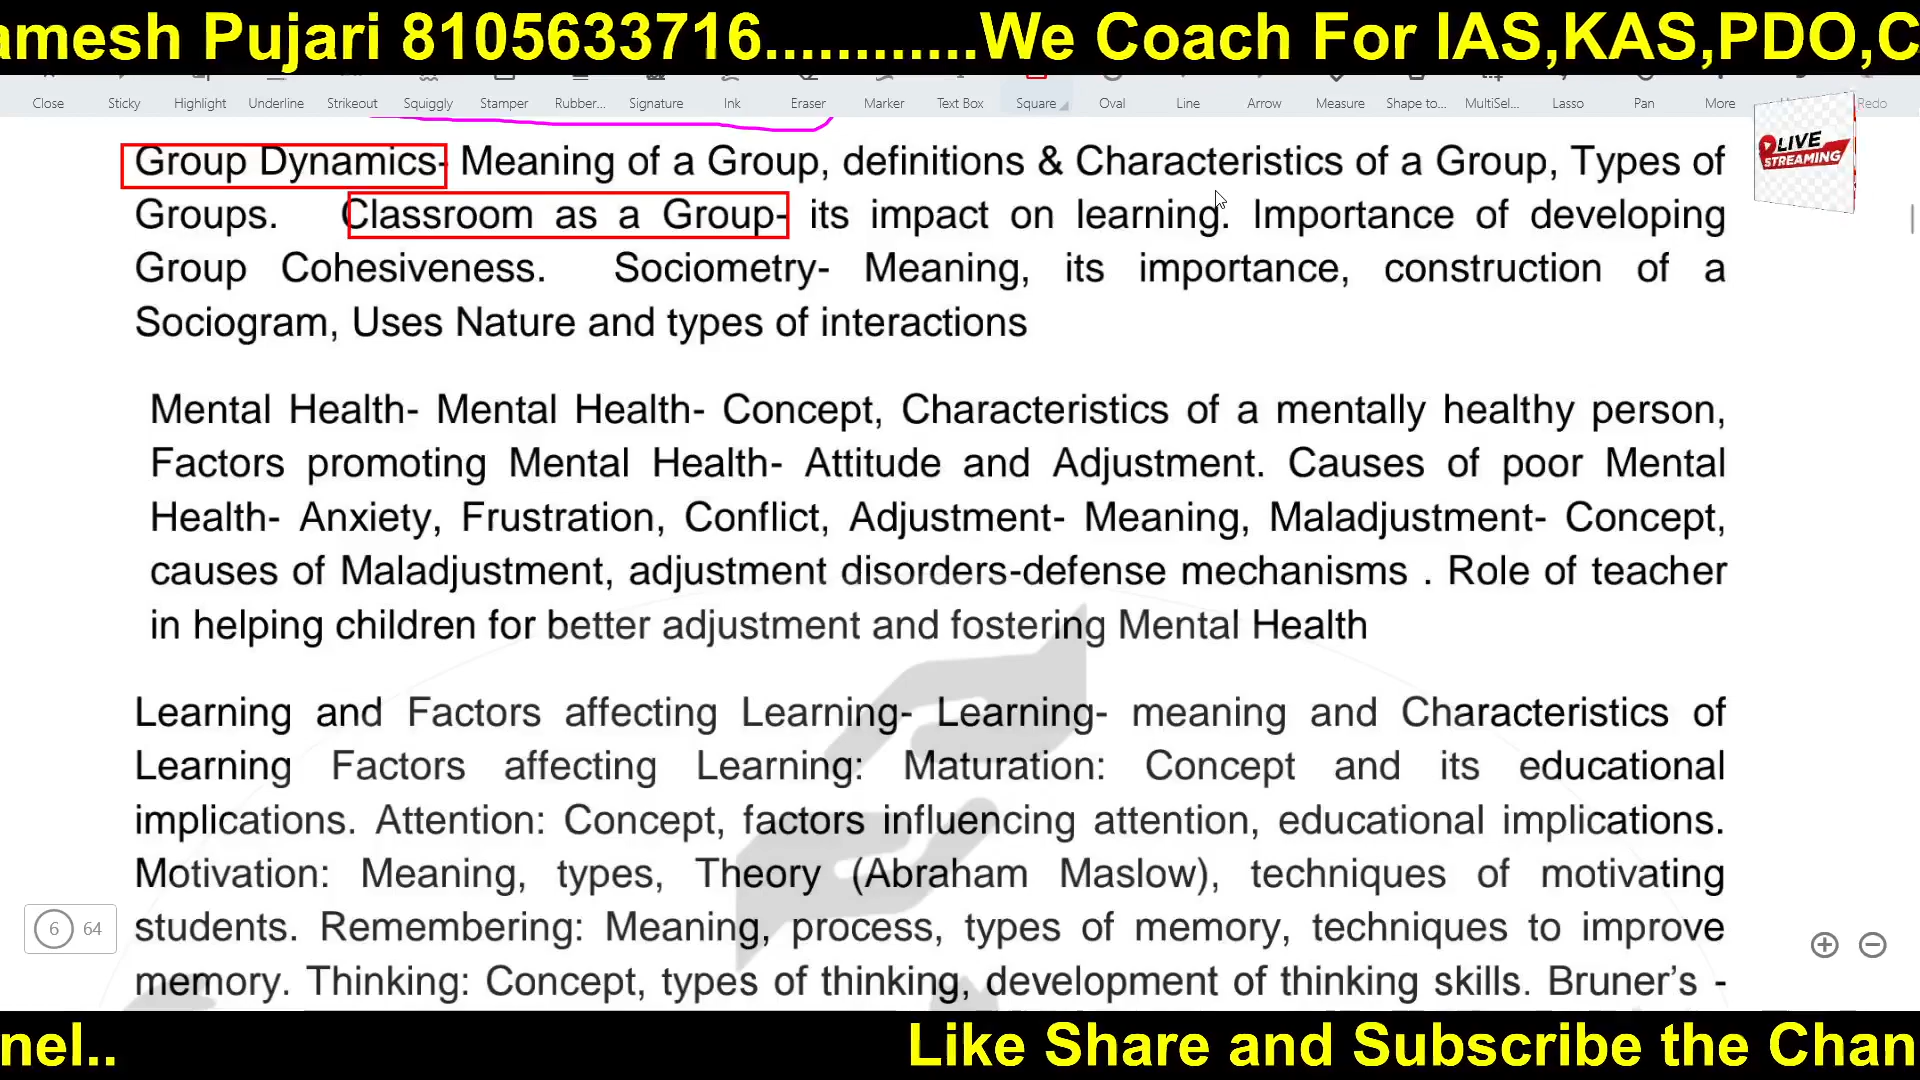 amesh Pujari 8105633716............We Coach For IAS,KAS,PDO,C
Close Sticky Highlight Underline Strikeout Squiggly Stamper Rubber... Signature Ink Eraser Marker Text Box Square Oval Line Arrow Measure Shape to... MultiSel... Lasso Pan More Redo
LIVE
STREAMING
Group Dynamics- Meaning of a Group, definitions & Characteristics of a Group, Types of
Groups. Classroom as a Group- its impact on learning. Importance of developing
Group Cohesiveness. Sociometry- Meaning, its importance, construction of a
Sociogram, Uses Nature and types of interactions
Mental Health- Mental Health- Concept, Characteristics of a mentally healthy person,
Factors promoting Mental Health- Attitude and Adjustment. Causes of poor Mental
Health- Anxiety, Frustration, Conflict, Adjustment- Meaning, Maladjustment- Concept,
causes of Maladjustment, adjustment disorders-defense mechanisms . Role of teacher
in helping children for better adjustment and fostering Mental Health
Learning and Factors affecting Learning- Learning- meaning and Characteristics of
Learning Factors affecting Learning: Maturation: Concept and its educational
implications. Attention: Concept, factors influencing attention, educational implications.
Motivation: Meaning, types, Theory (Abraham Maslow), techniques of motivating
students. Remembering: Meaning, process, types of memory, techniques to improve
memory. Thinking: Concept, types of thinking, development of thinking skills. Bruner’s -
6 64
nel.. Like Share and Subscribe the Chan